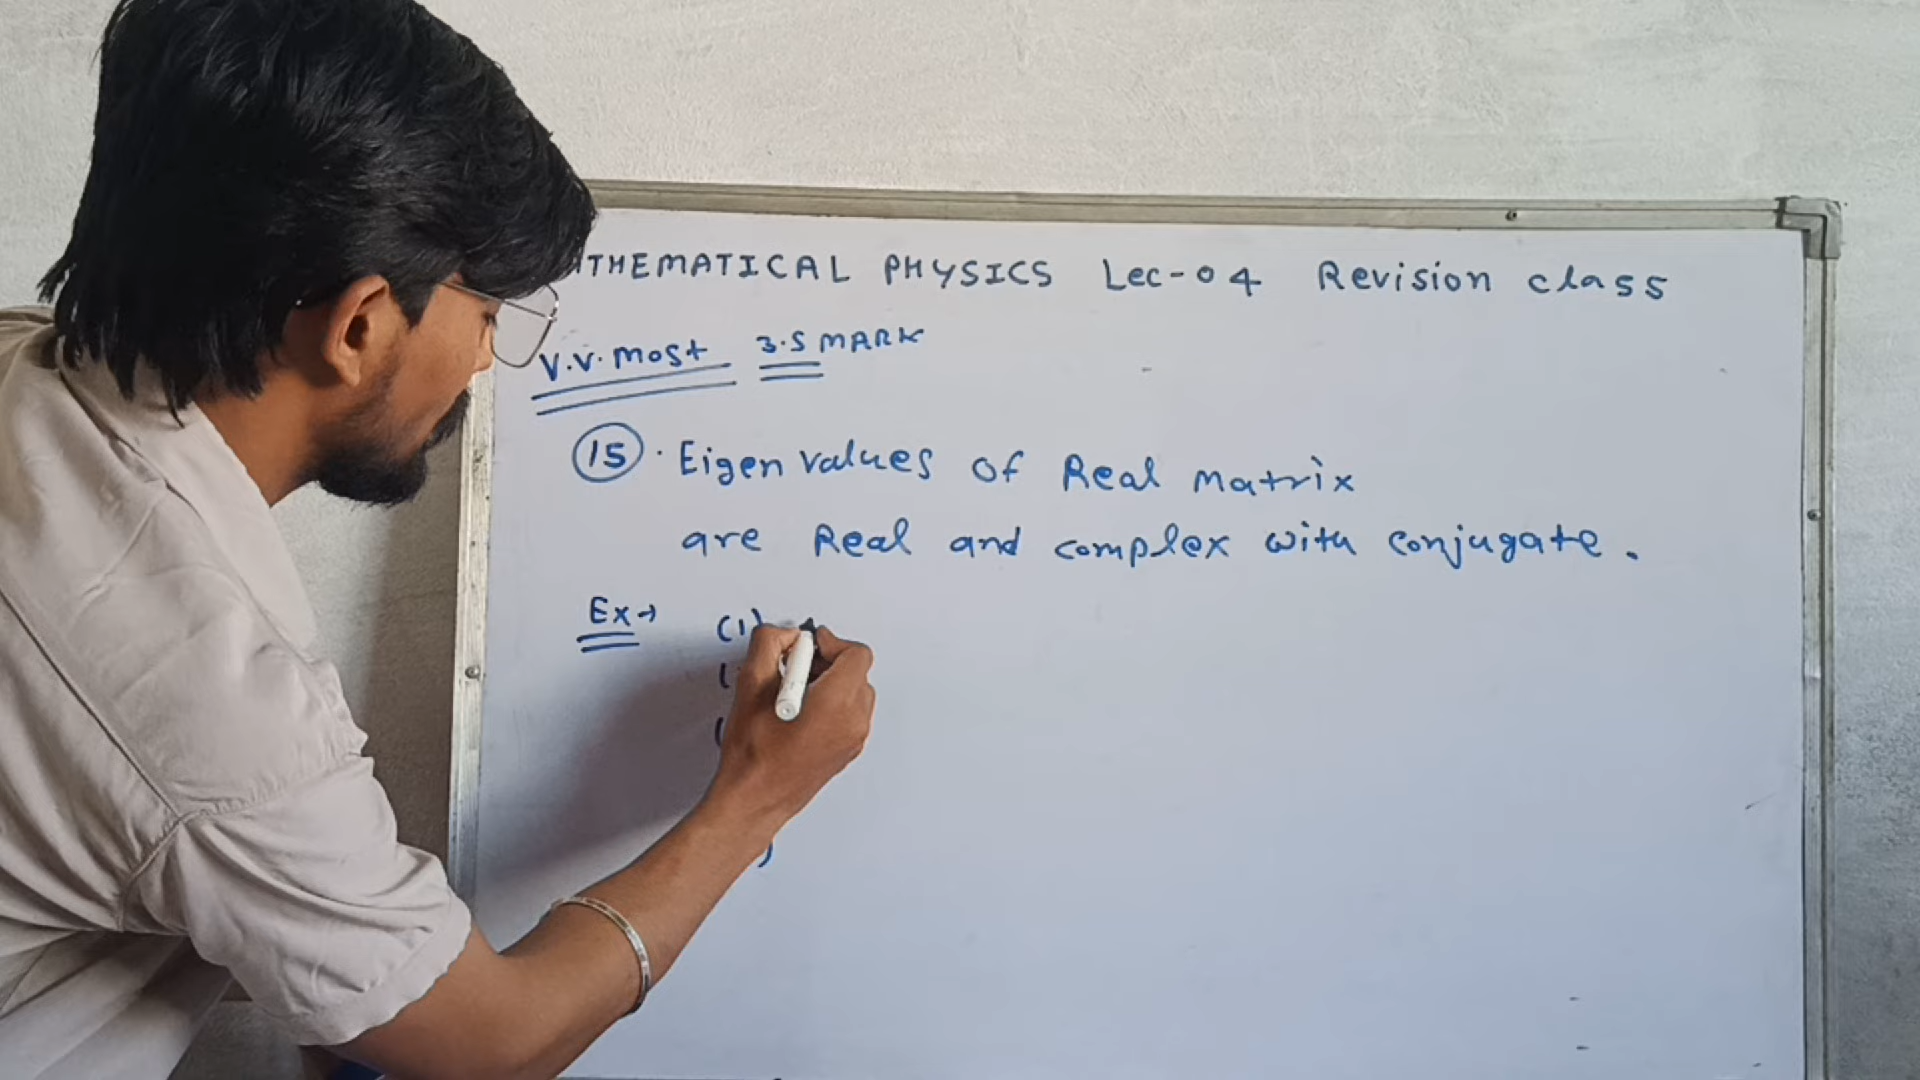 THEMATICAL PHYSICS Lec-04 Revision class
V.V. most 3.5 MARK
15. Eigen values of Real matrix
are Real and complex with conjugate.
Ex→ (1)